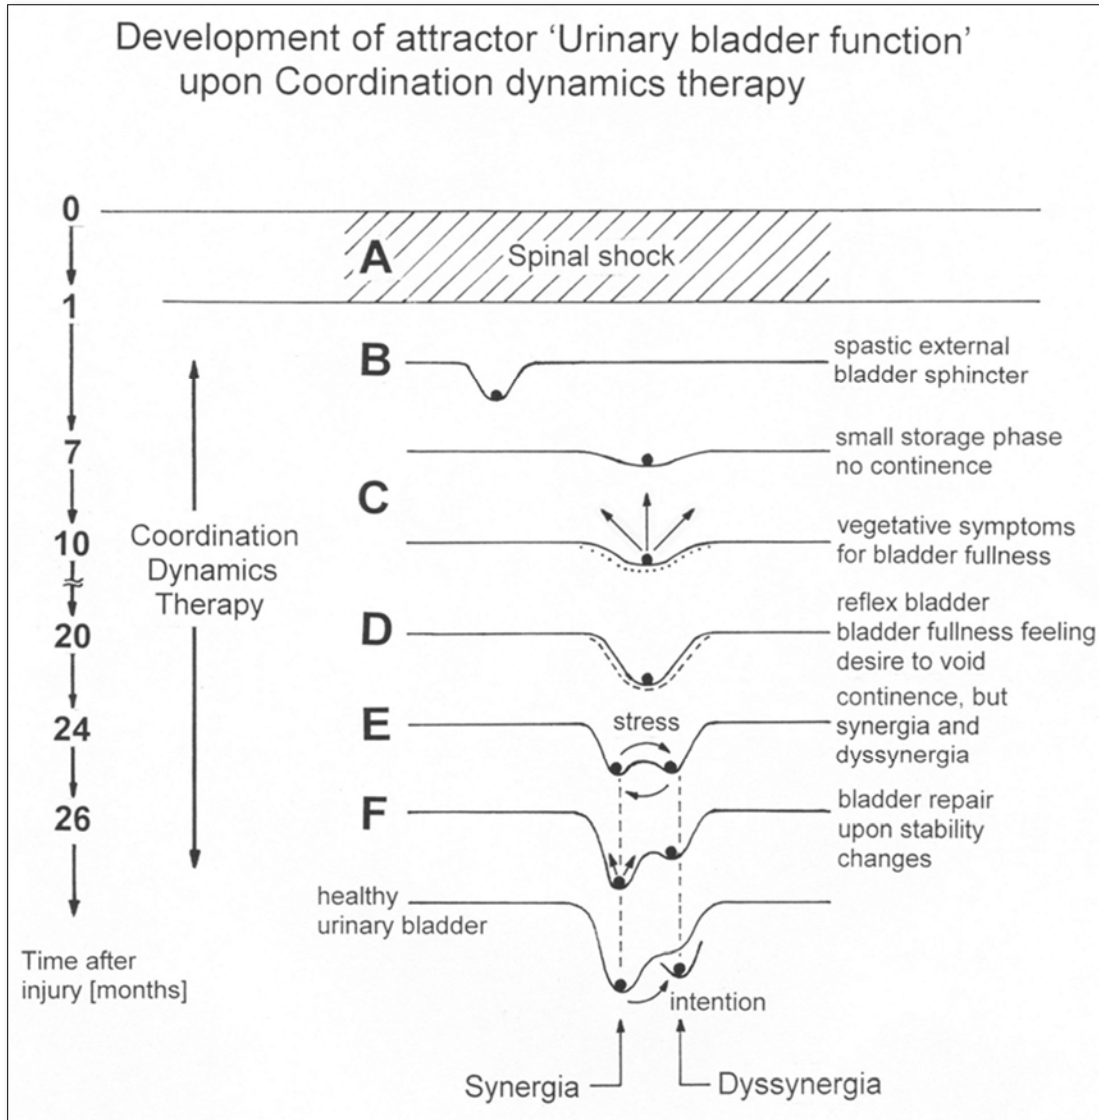 Development of attractor 'Urinary bladder function'
upon Coordination dynamics therapy
0
A
Spinal shock
1
B
spastic external
bladder sphincter
7
small storage phase
no continence
C
10
Coordination
Dynamics
Therapy
vegetative symptoms
for bladder fullness
20
D
reflex bladder
bladder fullness feeling
desire to void
24
E
stress
continence, but
synergia and
dyssynergia
26
F
bladder repair
upon stability
changes
healthy
urinary bladder
Time after
injury [months]
intention
Synergia
Dyssynergia